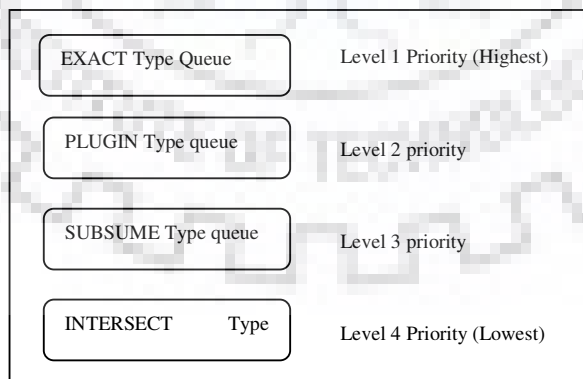 EXACT Type Queue
Level 1 Priority (Highest)
PLUGIN Type queue
Level 2 priority
SUBSUME Type queue
Level 3 priority
INTERSECT Type
Level 4 Priority (Lowest)